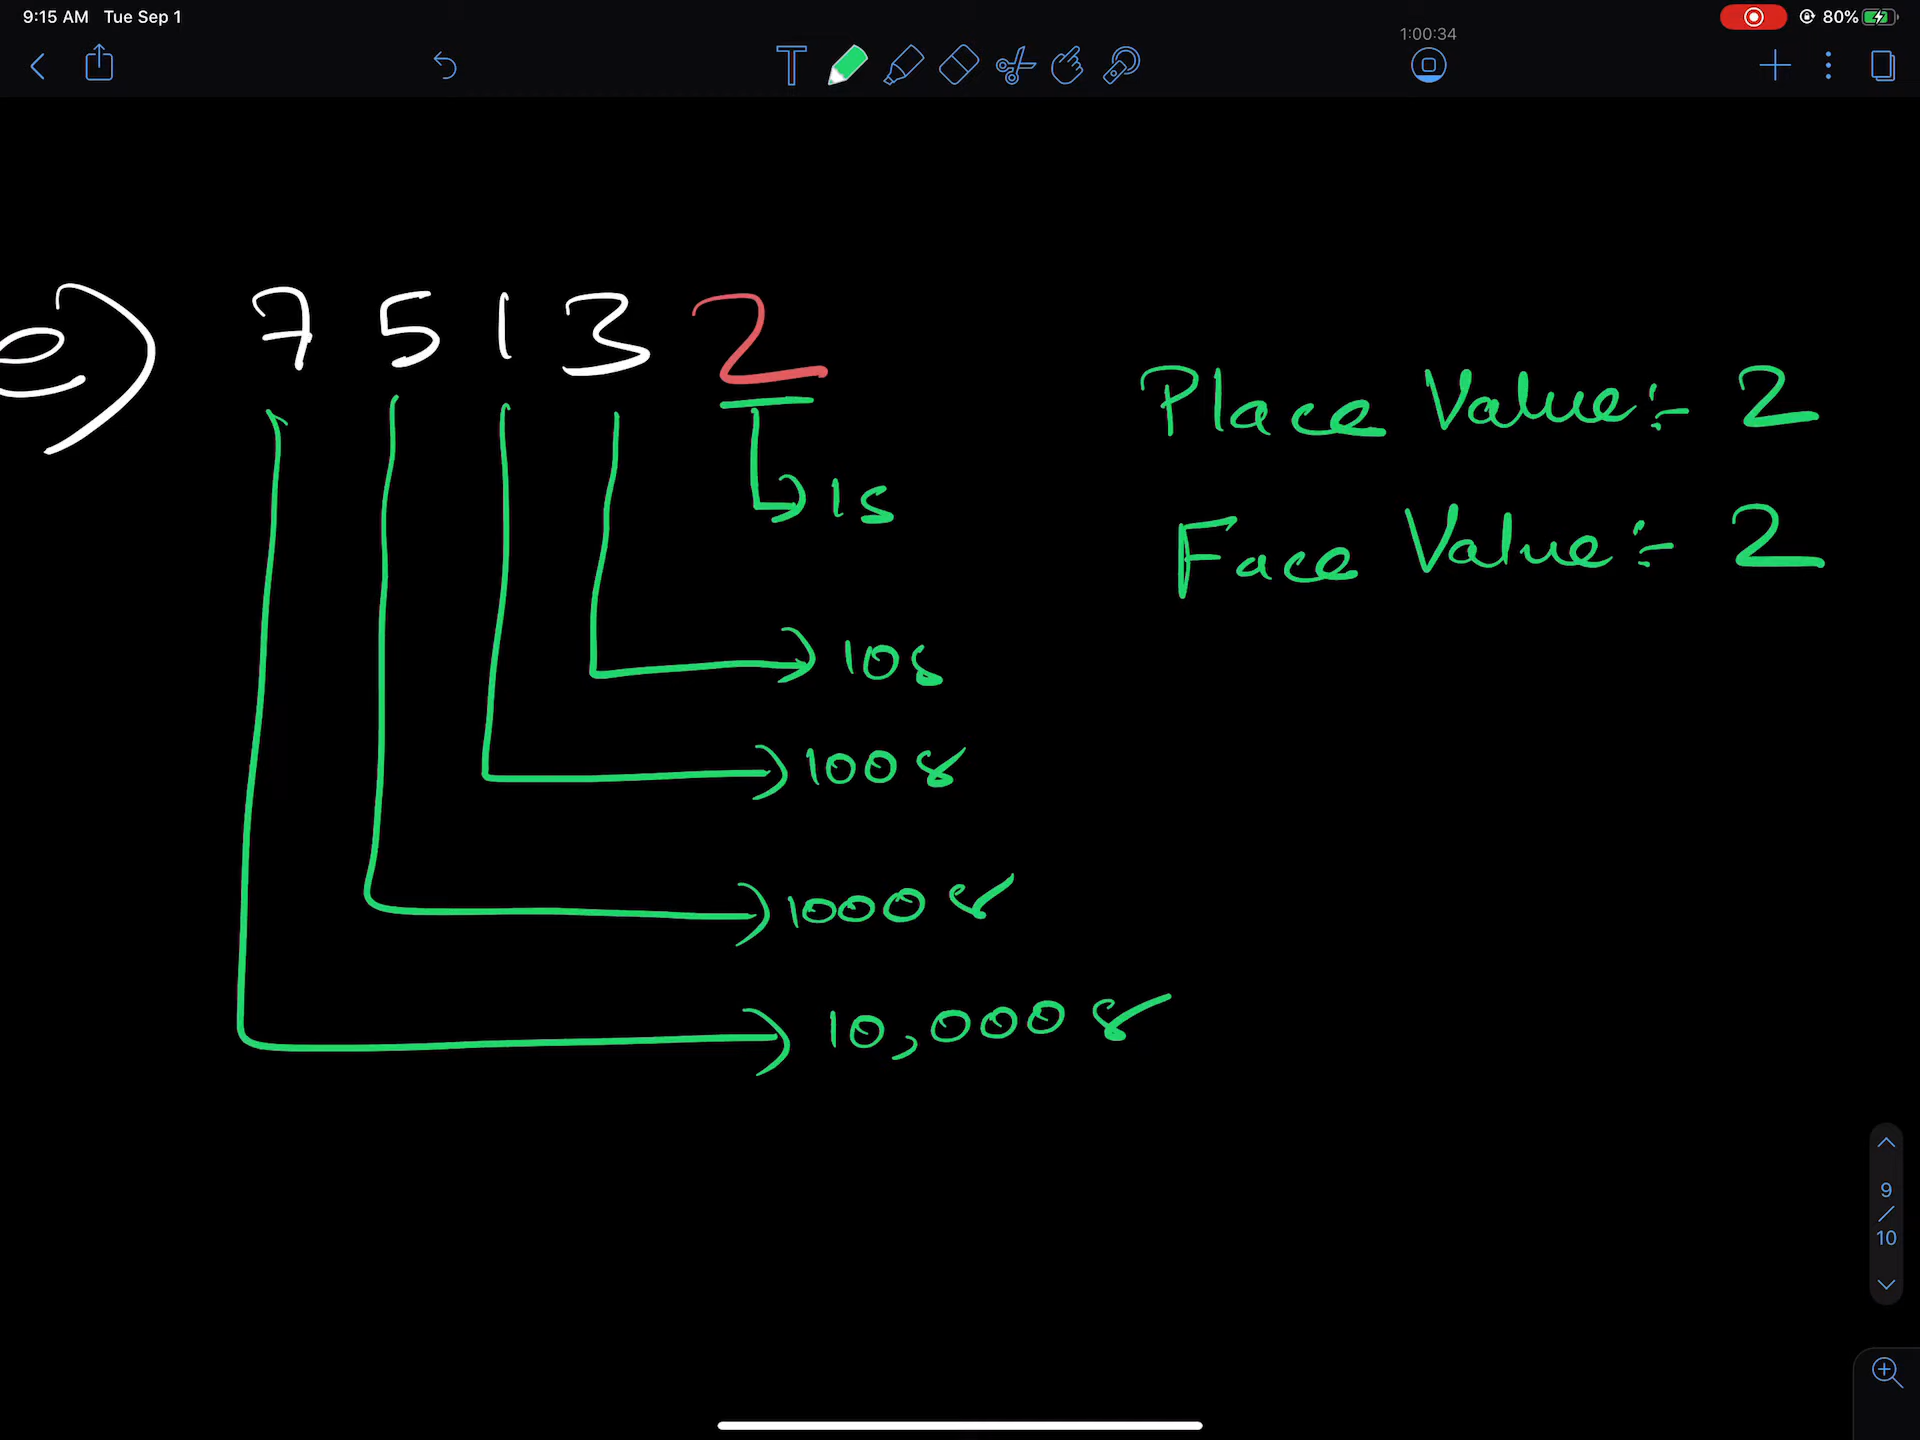 9:15 AM Tue Sep 1
80%
1:00:34
e) 7 5 1 3 2
Place Value:- 2
1s
Face Value:- 2
10s
100s
1000s
10,000s
9
/
10